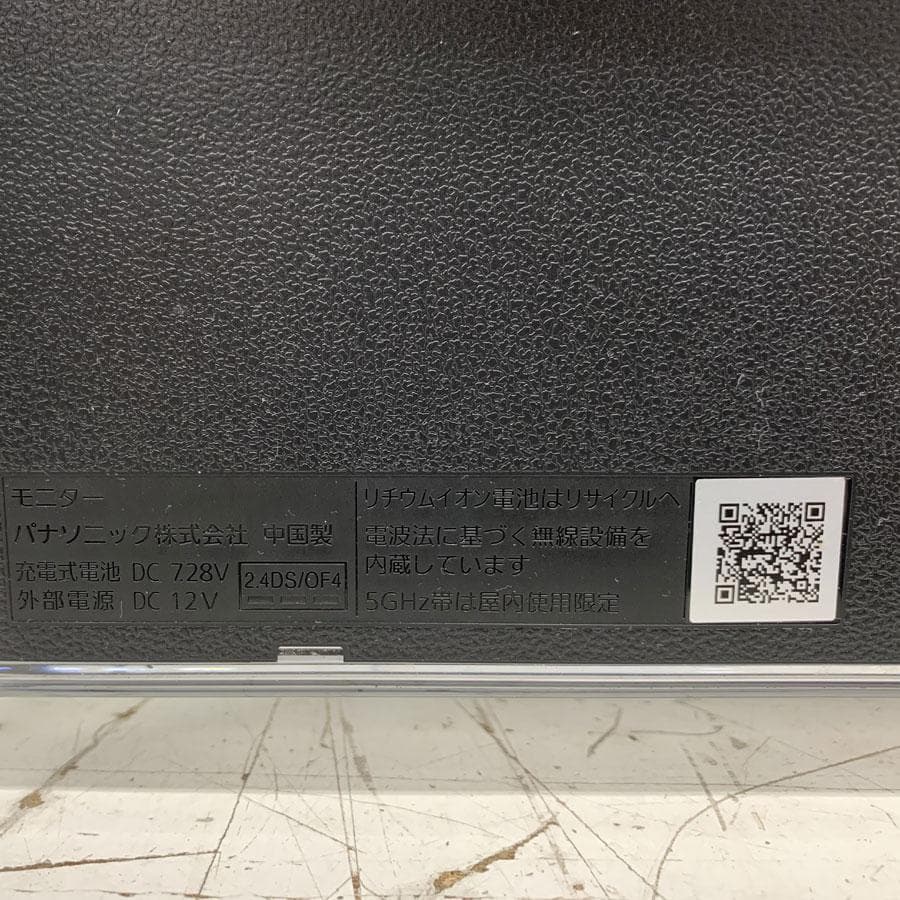 モニター
パナソニック株式会社 中国製
充電式電池 DC 7.28V
外部電源 DC 12V
2.4DS/OF4
リチウムイオン電池はリサイクルへ
電波法に基づく無線設備を
内蔵しています
5GHz帯は屋内使用限定